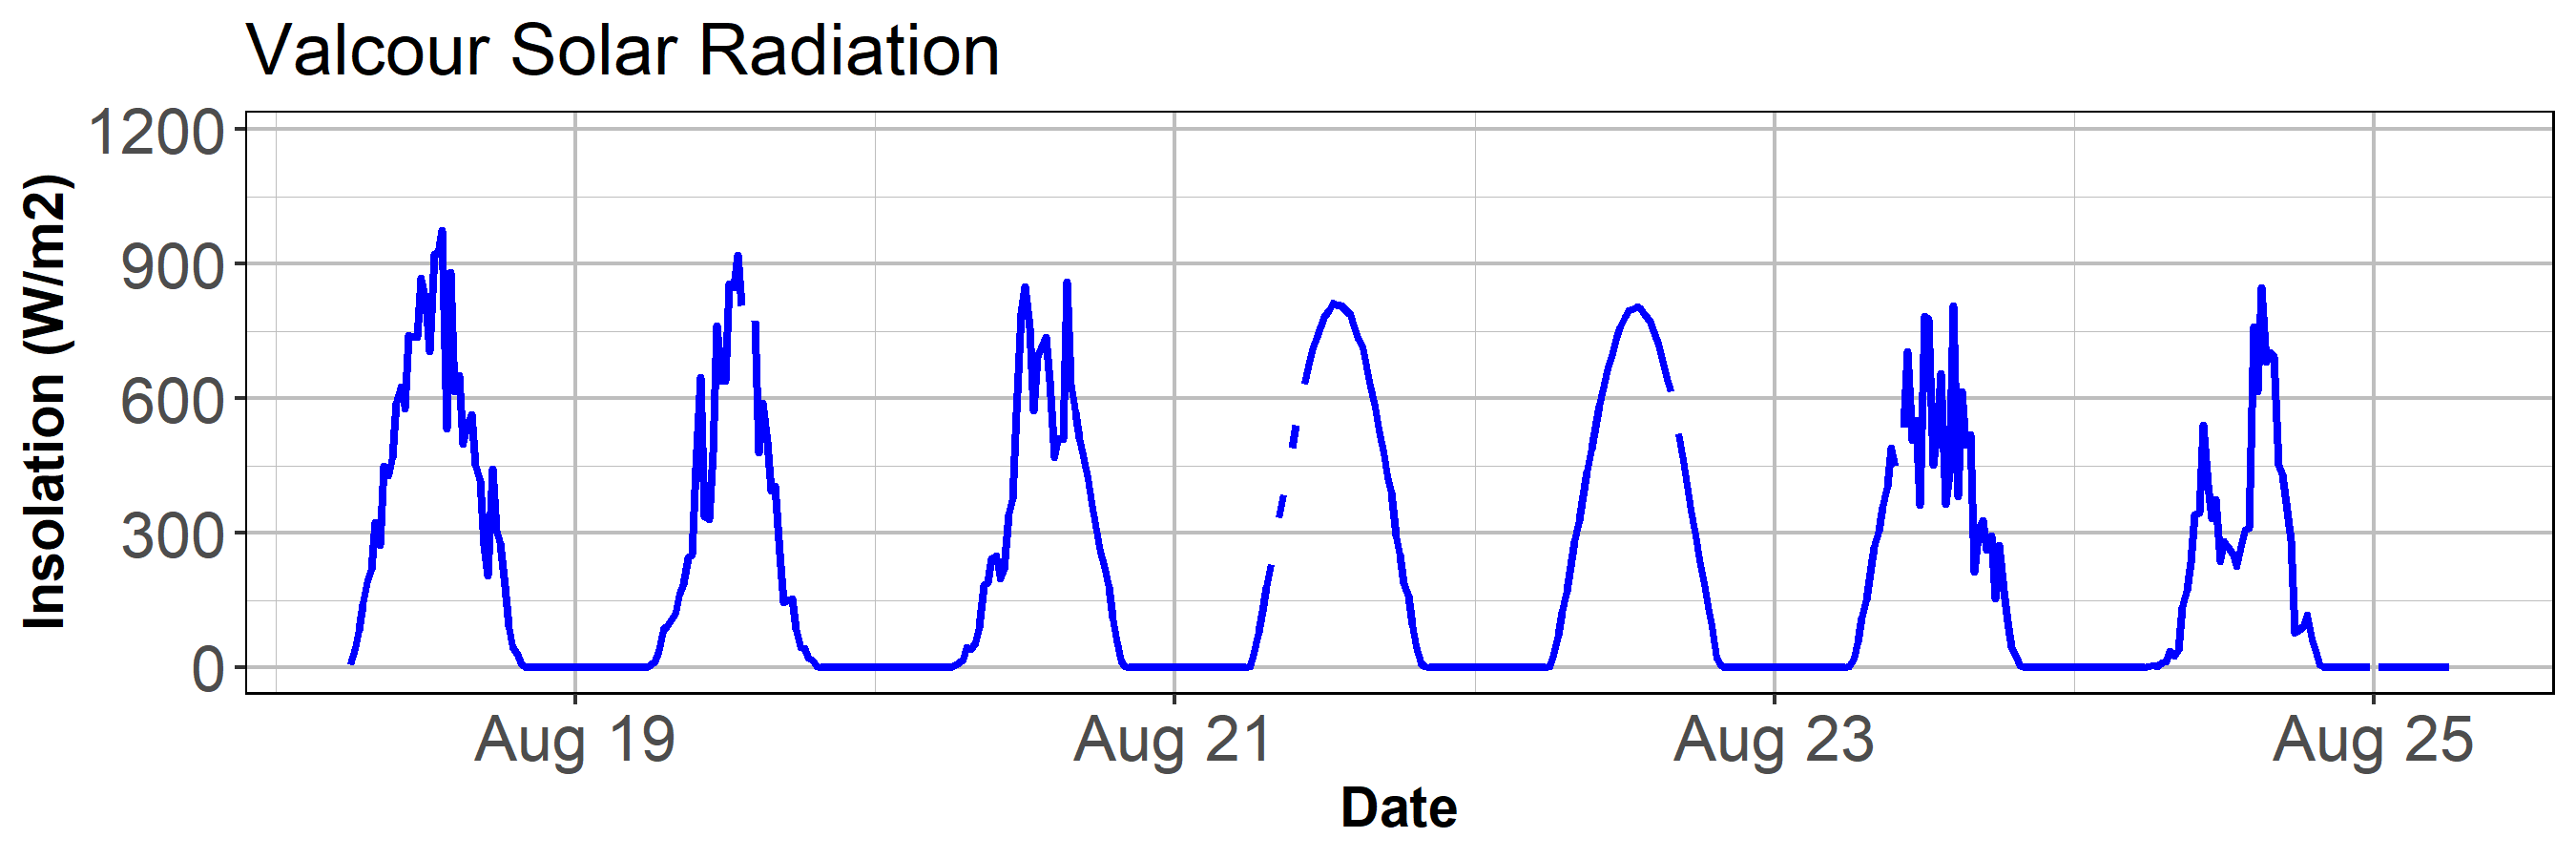 Valcour Solar Radiation
1200
900
600
300
0
Insolation (W/m2)
Aug 19 Aug 21 Aug 23 Aug 25
Date